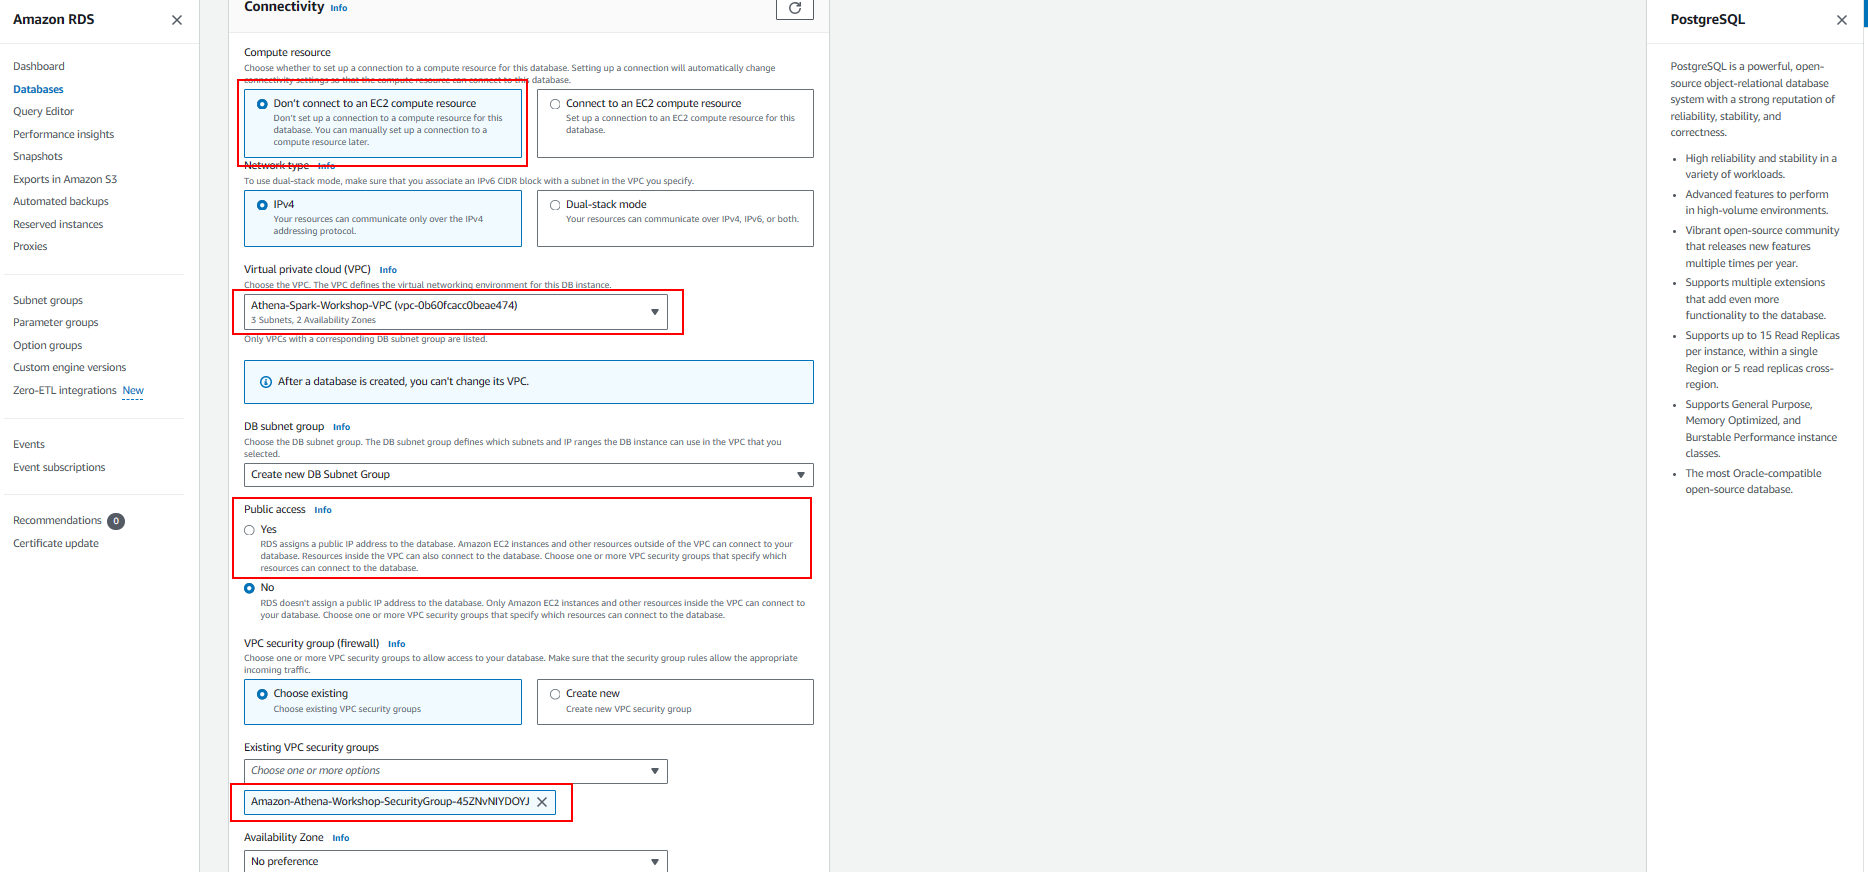 Amazon RDS
Dashboard
Databases
Query Editor
Performance insights
Snapshots
Exports in Amazon S3
Automated backups
Reserved instances
Proxies
Subnet groups
Parameter groups
Option groups
Custom engine versions
Zero-ETL integrations New
Events
Event subscriptions
Recommendations 0
Certificate update
Connectivity Info
Compute resource
Choose whether to set up a connection to a compute resource for this database. Setting up a connection will automatically change
connectivity settings so that the compute resource can connect to this database.
Don't connect to an EC2 compute resource
Don't set up a connection to a compute resource for this
database. You can manually set up a connection to a
compute resource later.
Connect to an EC2 compute resource
Set up a connection to an EC2 compute resource for this
database.
Network type Info
To use dual-stack mode, make sure that you associate an IPv6 CIDR block with a subnet in the VPC you specify.
IPv4
Your resources can communicate only over the IPv4
addressing protocol.
Dual-stack mode
Your resources can communicate over IPv4, IPv6, or both.
Virtual private cloud (VPC) Info
Choose the VPC. The VPC defines the virtual networking environment for this DB instance.
Athena-Spark-Workshop-VPC (vpc-0b60fcacc0beae474)
3 Subnets, 2 Availability Zones
Only VPCs with a corresponding DB subnet group are listed.
After a database is created, you can't change its VPC.
DB subnet group Info
Choose the DB subnet group. The DB subnet group defines which subnets and IP ranges the DB instance can use in the VPC that you
selected.
Create new DB Subnet Group
Public access Info
Yes
RDS assigns a public IP address to the database. Amazon EC2 instances and other resources outside of the VPC can connect to your
database. Resources inside the VPC can also connect to the database. Choose one or more VPC security groups that specify which
resources can connect to the database.
No
RDS doesn't assign a public IP address to the database. Only Amazon EC2 instances and other resources inside the VPC can connect to
your database. Choose one or more VPC security groups that specify which resources can connect to the database.
VPC security group (firewall) Info
Choose one or more VPC security groups to allow access to your database. Make sure that the security group rules allow the appropriate
incoming traffic.
Choose existing
Choose existing VPC security groups
Create new
Create new VPC security group
Existing VPC security groups
Choose one or more options
Amazon-Athena-Workshop-SecurityGroup-45ZNvNIYDOYJ
Availability Zone Info
No preference
PostgreSQL
PostgreSQL is a powerful, open-
source object-relational database
system with a strong reputation of
reliability, stability, and
correctness.
• High reliability and stability in a
variety of workloads.
• Advanced features to perform
in high-volume environments.
• Vibrant open-source community
that releases new features
multiple times per year.
• Supports multiple extensions
that add even more
functionality to the database.
• Supports up to 15 Read Replicas
per instance, within a single
Region or 5 read replicas cross-
region.
• Supports General Purpose,
Memory Optimized, and
Burstable Performance instance
classes.
• The most Oracle-compatible
open-source database.